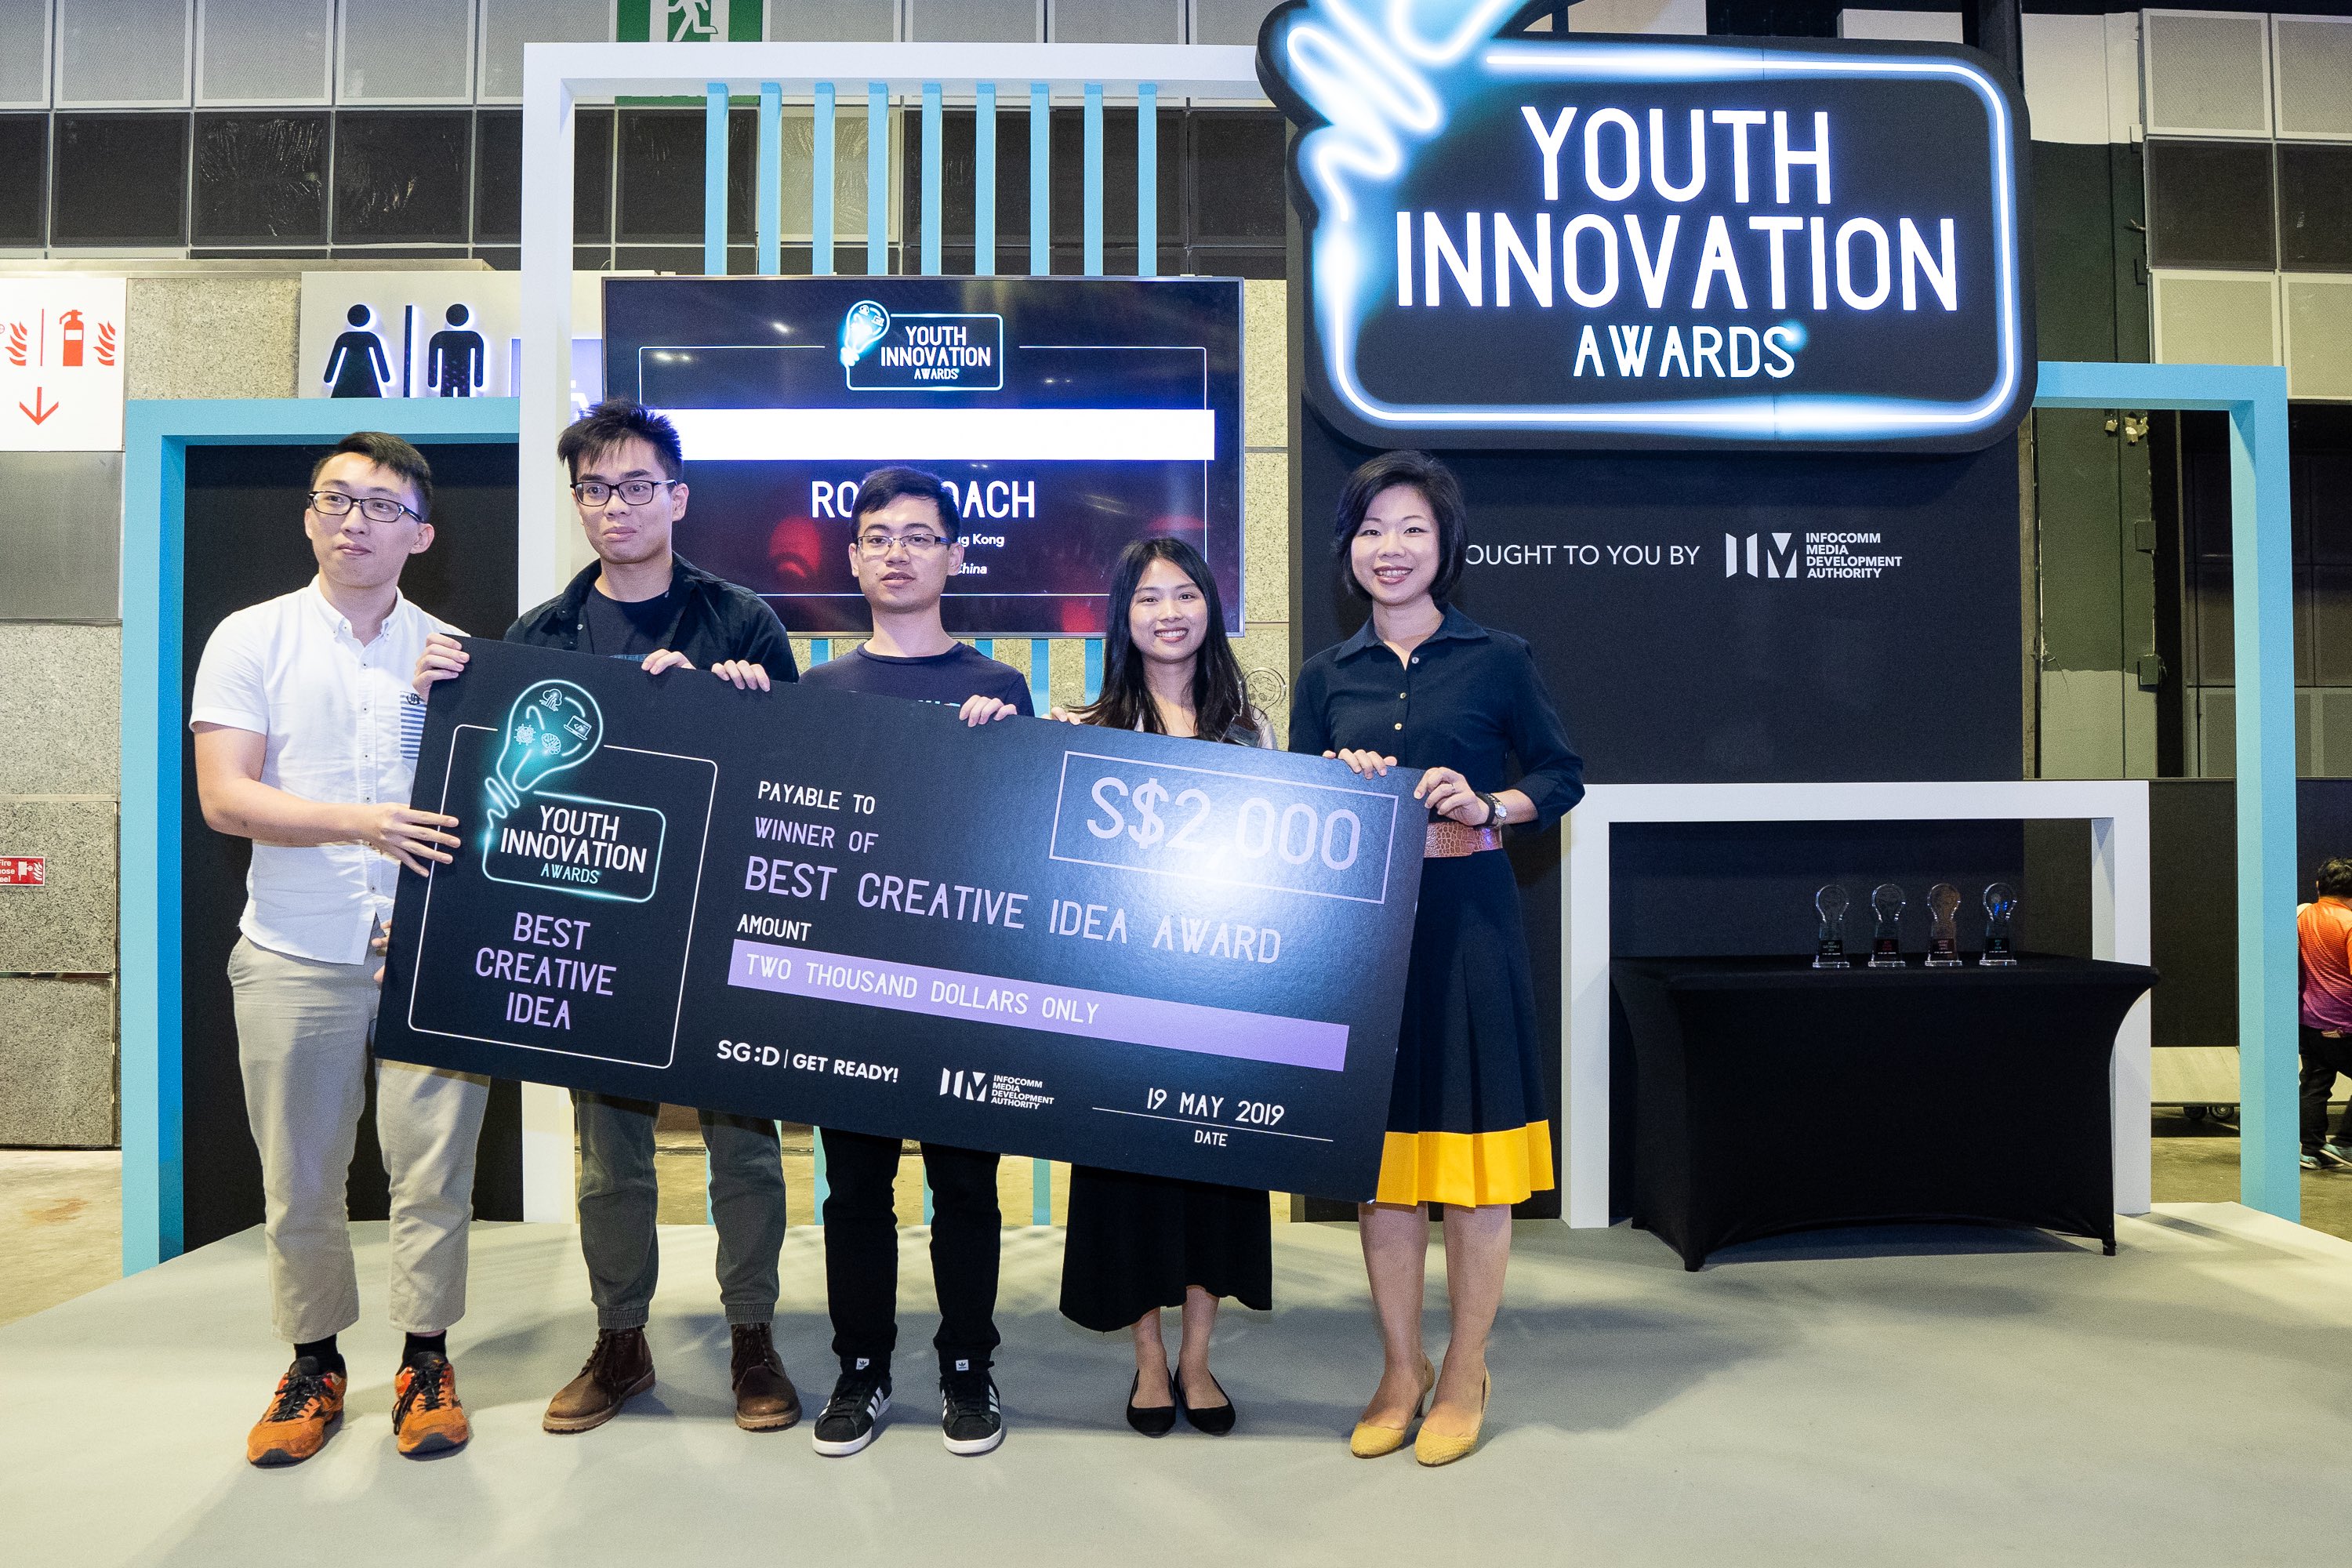 YOUTH
INNOVATION
AWARDS
YOUTH
INNOVATION
AWARDS
OUGHT TO YOU BY
INFOCOMM
MEDIA
DEVELOPMENT
AUTHORITY
Kong
China
YOUTH
INNOVATION
AWARDS
BEST
CREATIVE
IDEA
PAYABLE TO
WINNER OF
BEST CREATIVE IDEA AWARD
S$2,000
AMOUNT
TWO THOUSAND DOLLARS ONLY
SG:D | GET READY!
INFOCOMM
MEDIA
DEVELOPMENT
AUTHORITY
19 MAY 2019
DATE